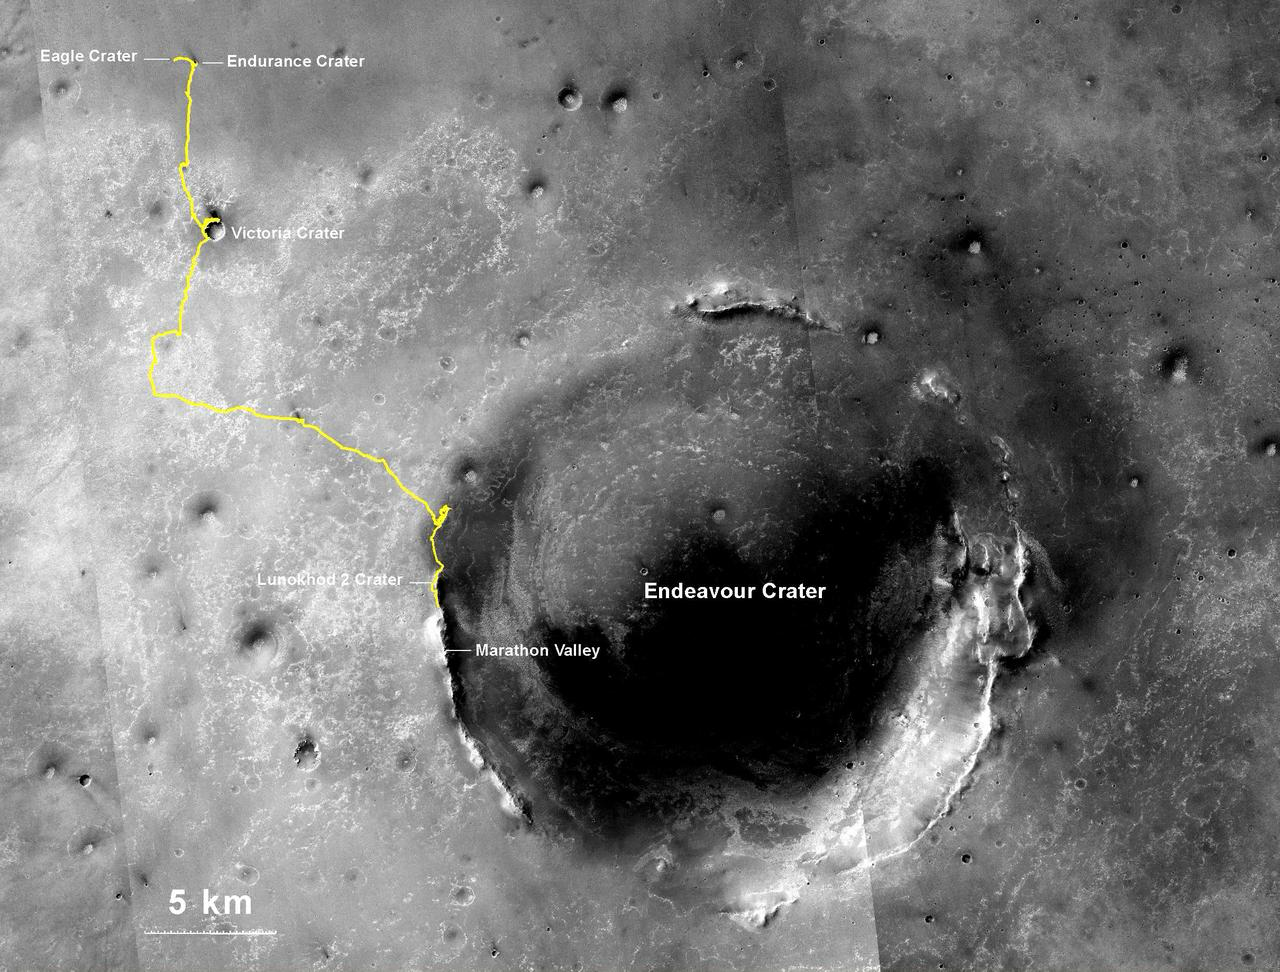 Eagle Crater
Endurance Crater
Victoria Crater
Lunokhod 2 Crater
Endeavour Crater
Marathon Valley
5 km